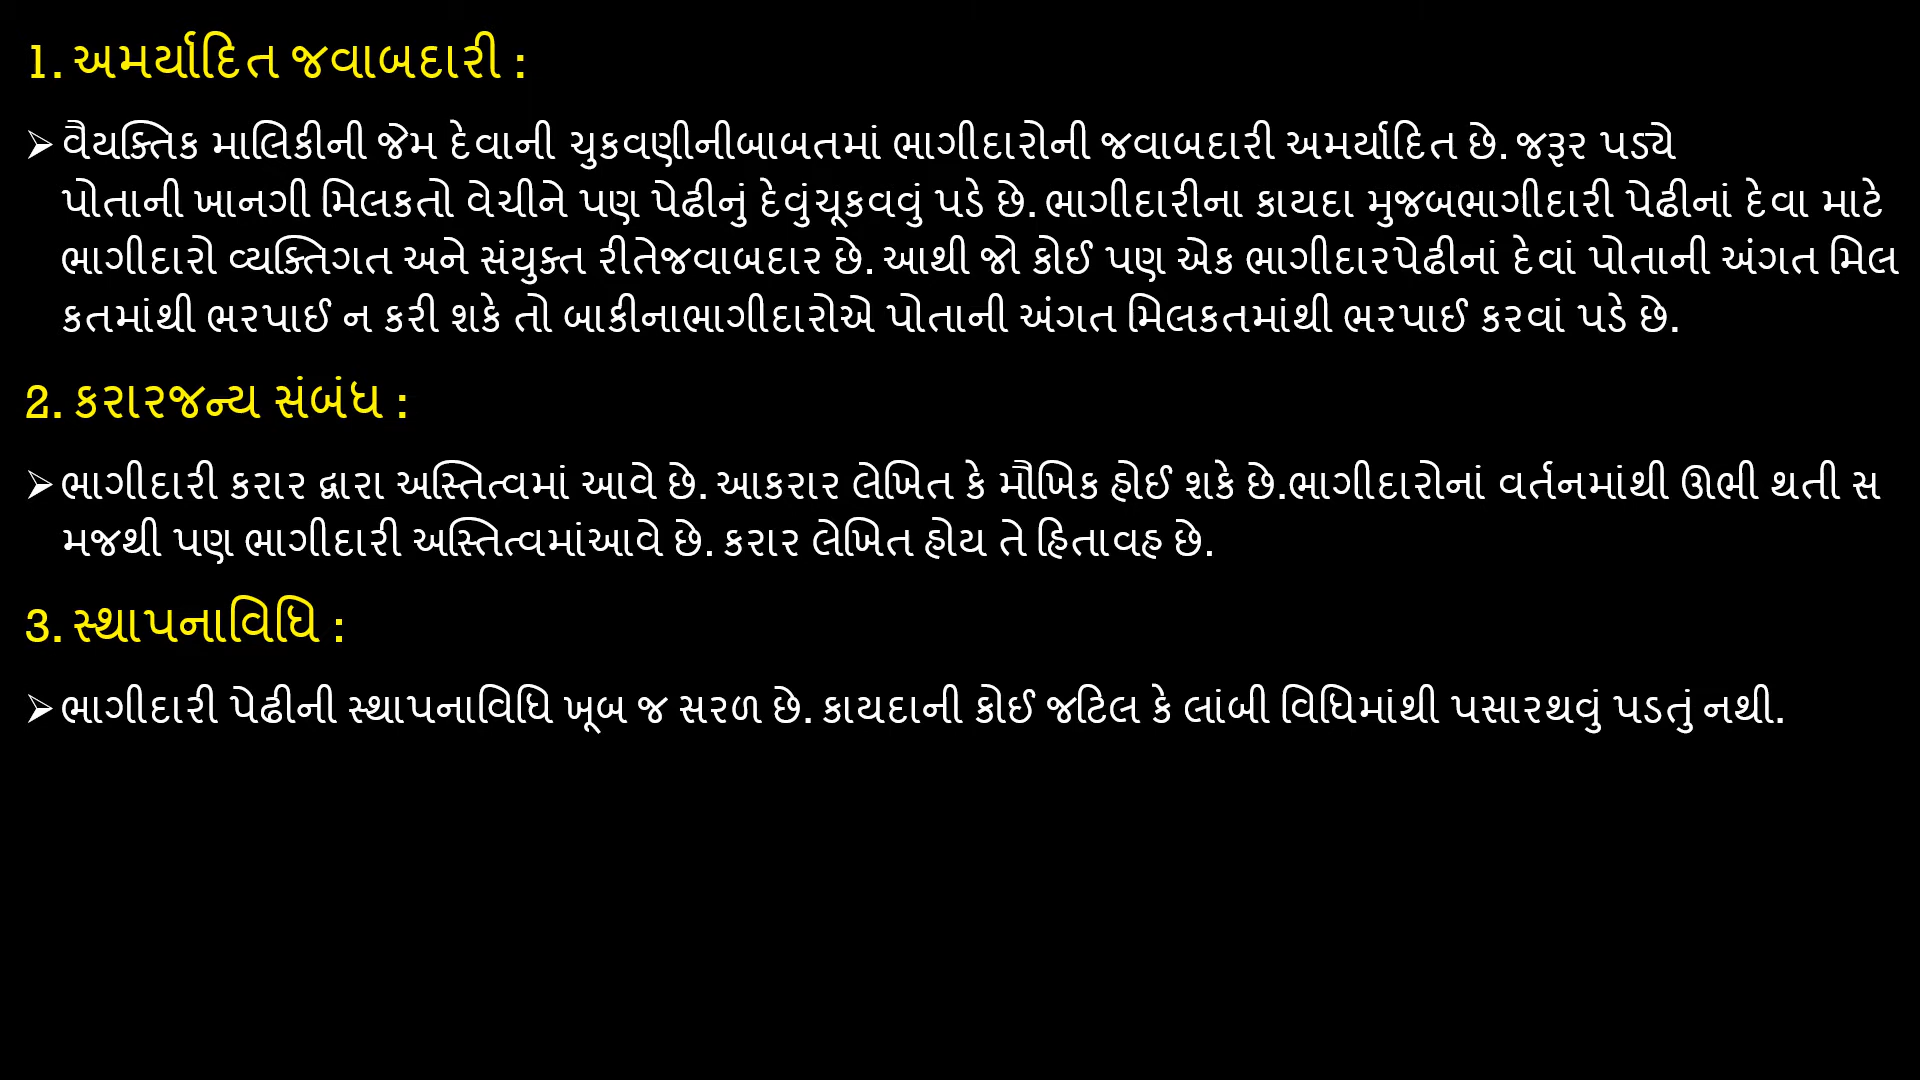 1. અમર્યાદિત જવાબદારી :
➢ વૈયક્તિક માલિકીની જેમ દેવાની ચુકવણીનીબાબતમાં ભાગીદારોની જવાબદારી અમર્યાદિત છે. જરૂર પડ્યે
પોતાની ખાનગી મિલકતો વેચીને પણ પેઢીનું દેવુંચૂકવવું પડે છે. ભાગીદારીના કાયદા મુજબભાગીદારી પેઢીનાં દેવા માટે
ભાગીદારો વ્યક્તિગત અને સંયુક્ત રીતેજવાબદાર છે. આથી જો કોઈ પણ એક ભાગીદારપેઢીનાં દેવાં પોતાની અંગત મિલ
કતમાંથી ભરપાઈ ન કરી શકે તો બાકીનાભાગીદારોએ પોતાની અંગત મિલકતમાંથી ભરપાઈ કરવાં પડે છે.
2. કરારજન્ય સંબંધ :
➢ ભાગીદારી કરાર દ્વારા અસ્તિત્વમાં આવે છે. આકરાર લેખિત કે મૌખિક હોઈ શકે છે.ભાગીદારોનાં વર્તનમાંથી ઊભી થતી સ
મજથી પણ ભાગીદારી અસ્તિત્વમાંઆવે છે. કરાર લેખિત હોય તે હિતાવહ છે.
3. સ્થાપનાવિધિ :
➢ ભાગીદારી પેઢીની સ્થાપનાવિધિ ખૂબ જ સરળ છે. કાયદાની કોઈ જટિલ કે લાંબી વિધિમાંથી પસારથવું પડતું નથી.